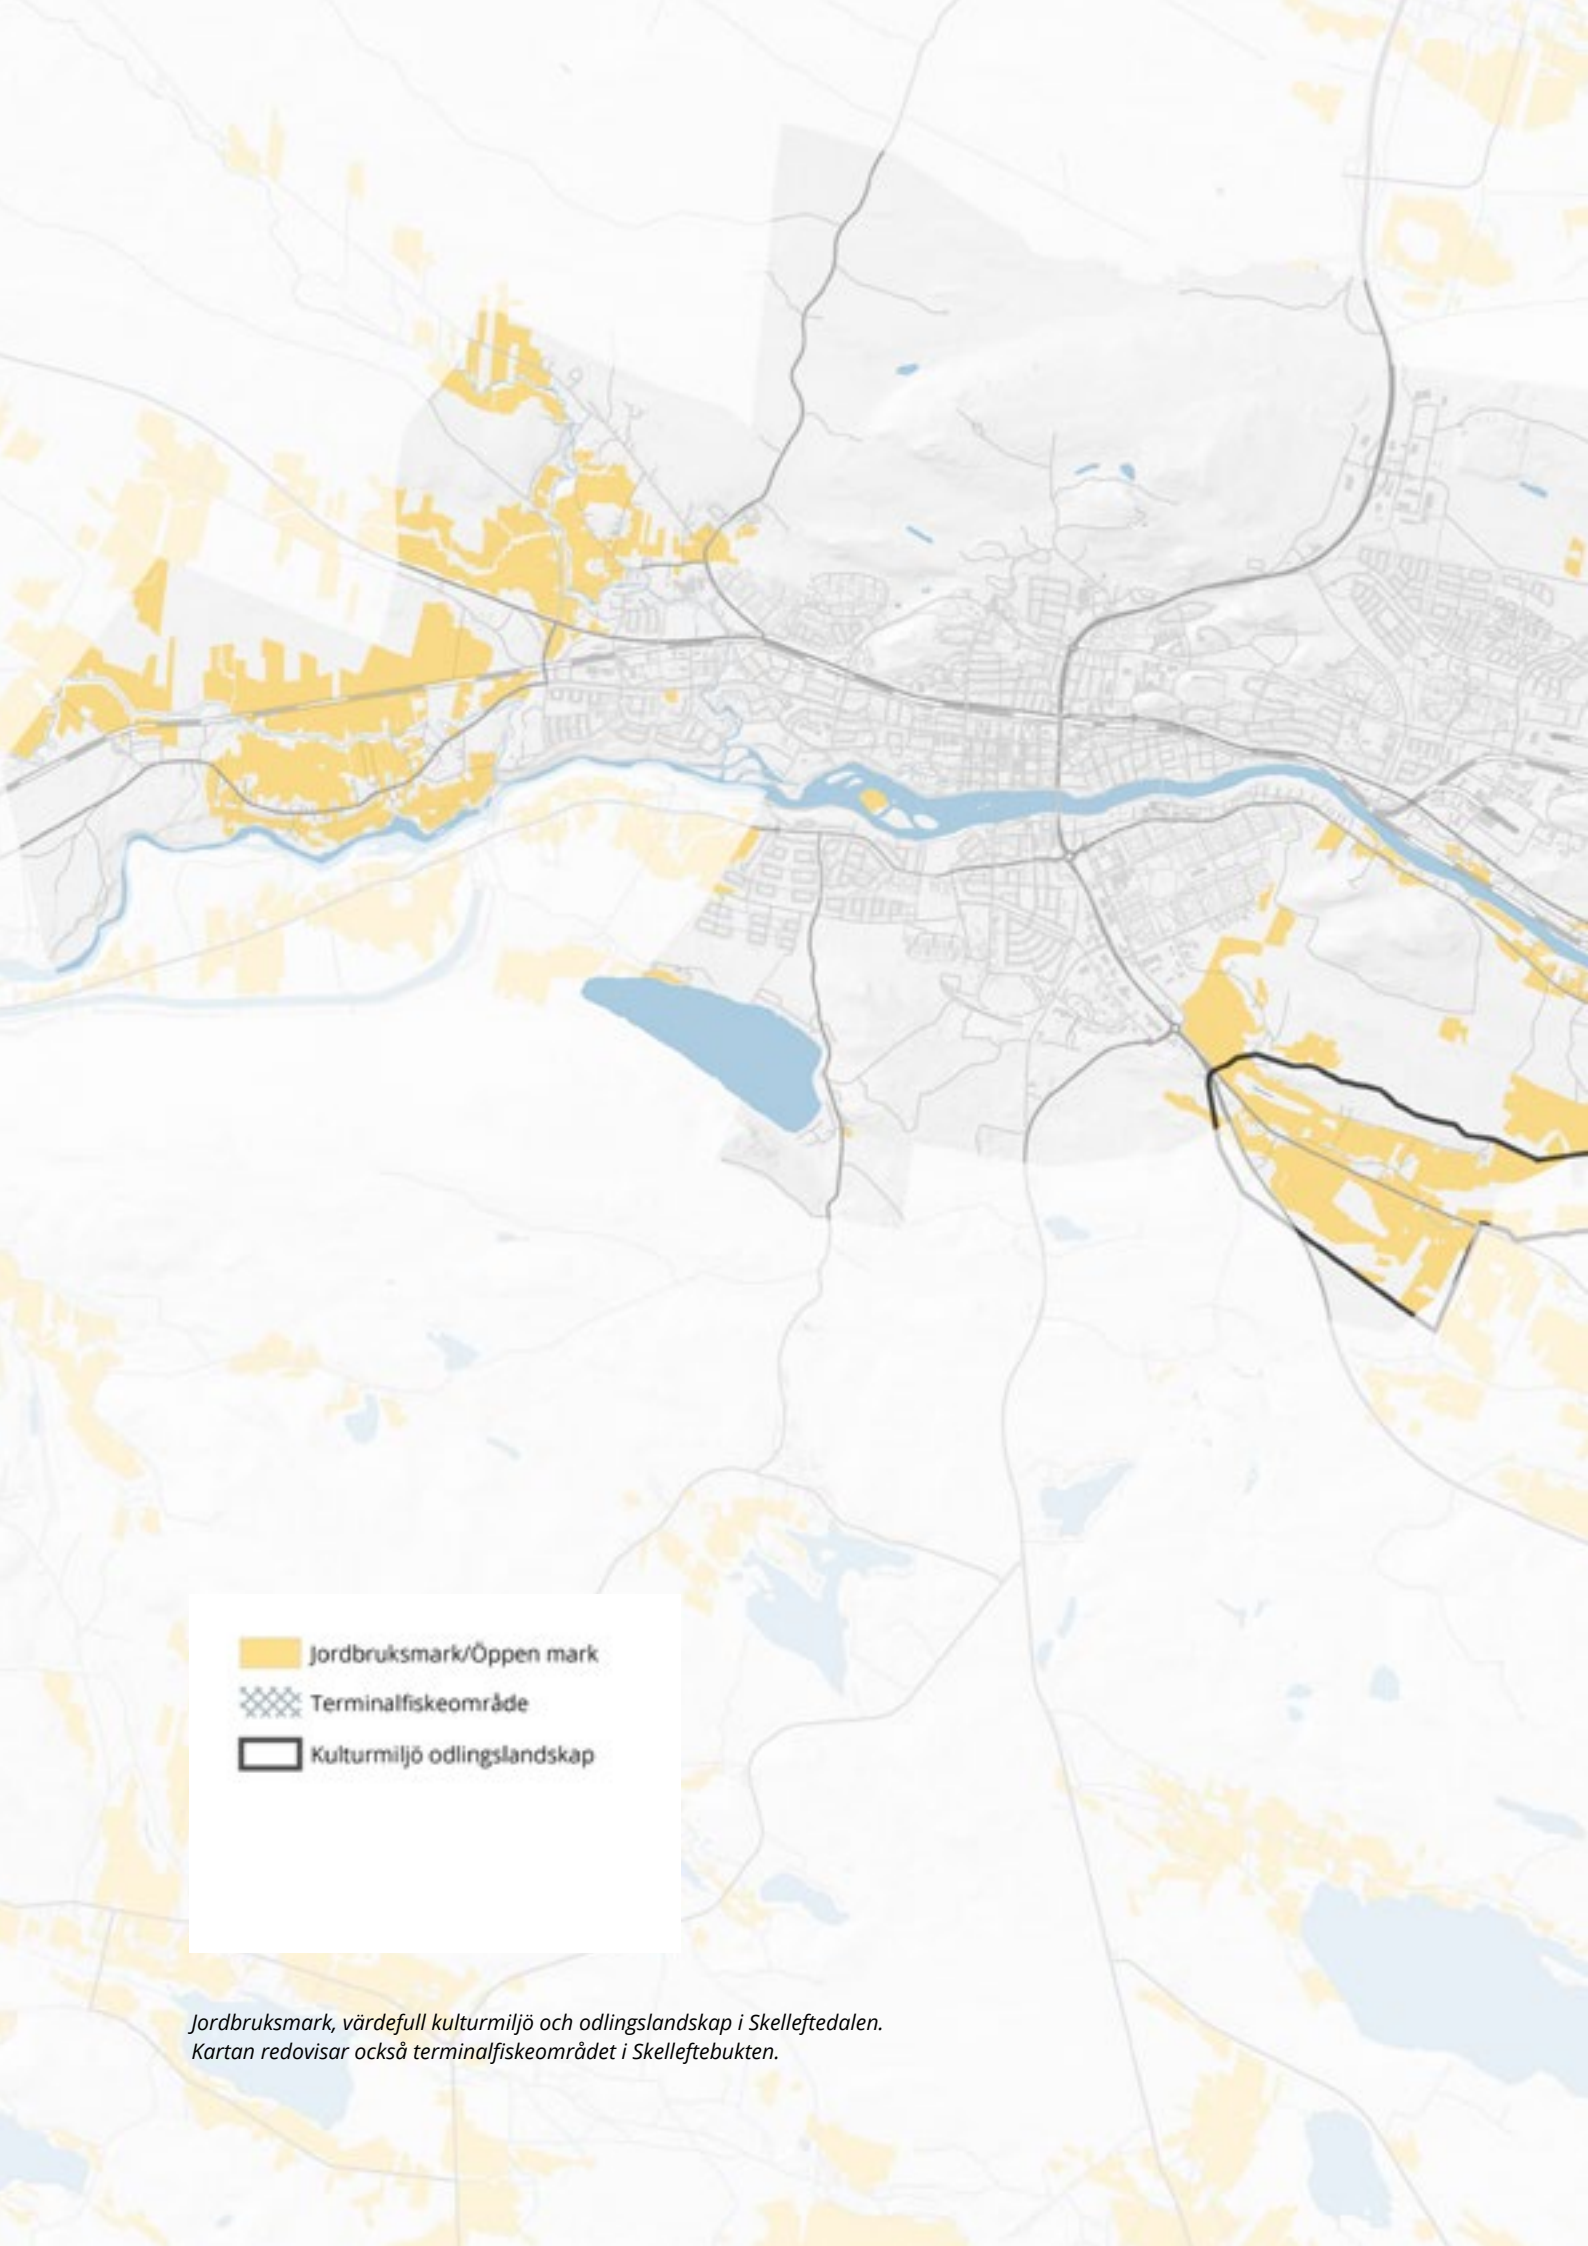 Jordbruksmark/Öppen mark
Terminalfiskeområde
Kulturmiljö odlingslandskap
Jordbruksmark, värdefull kulturmiljö och odlingslandskap i Skelleftedalen.
Kartan redovisar också terminalfiskeområdet i Skelleftebukten.